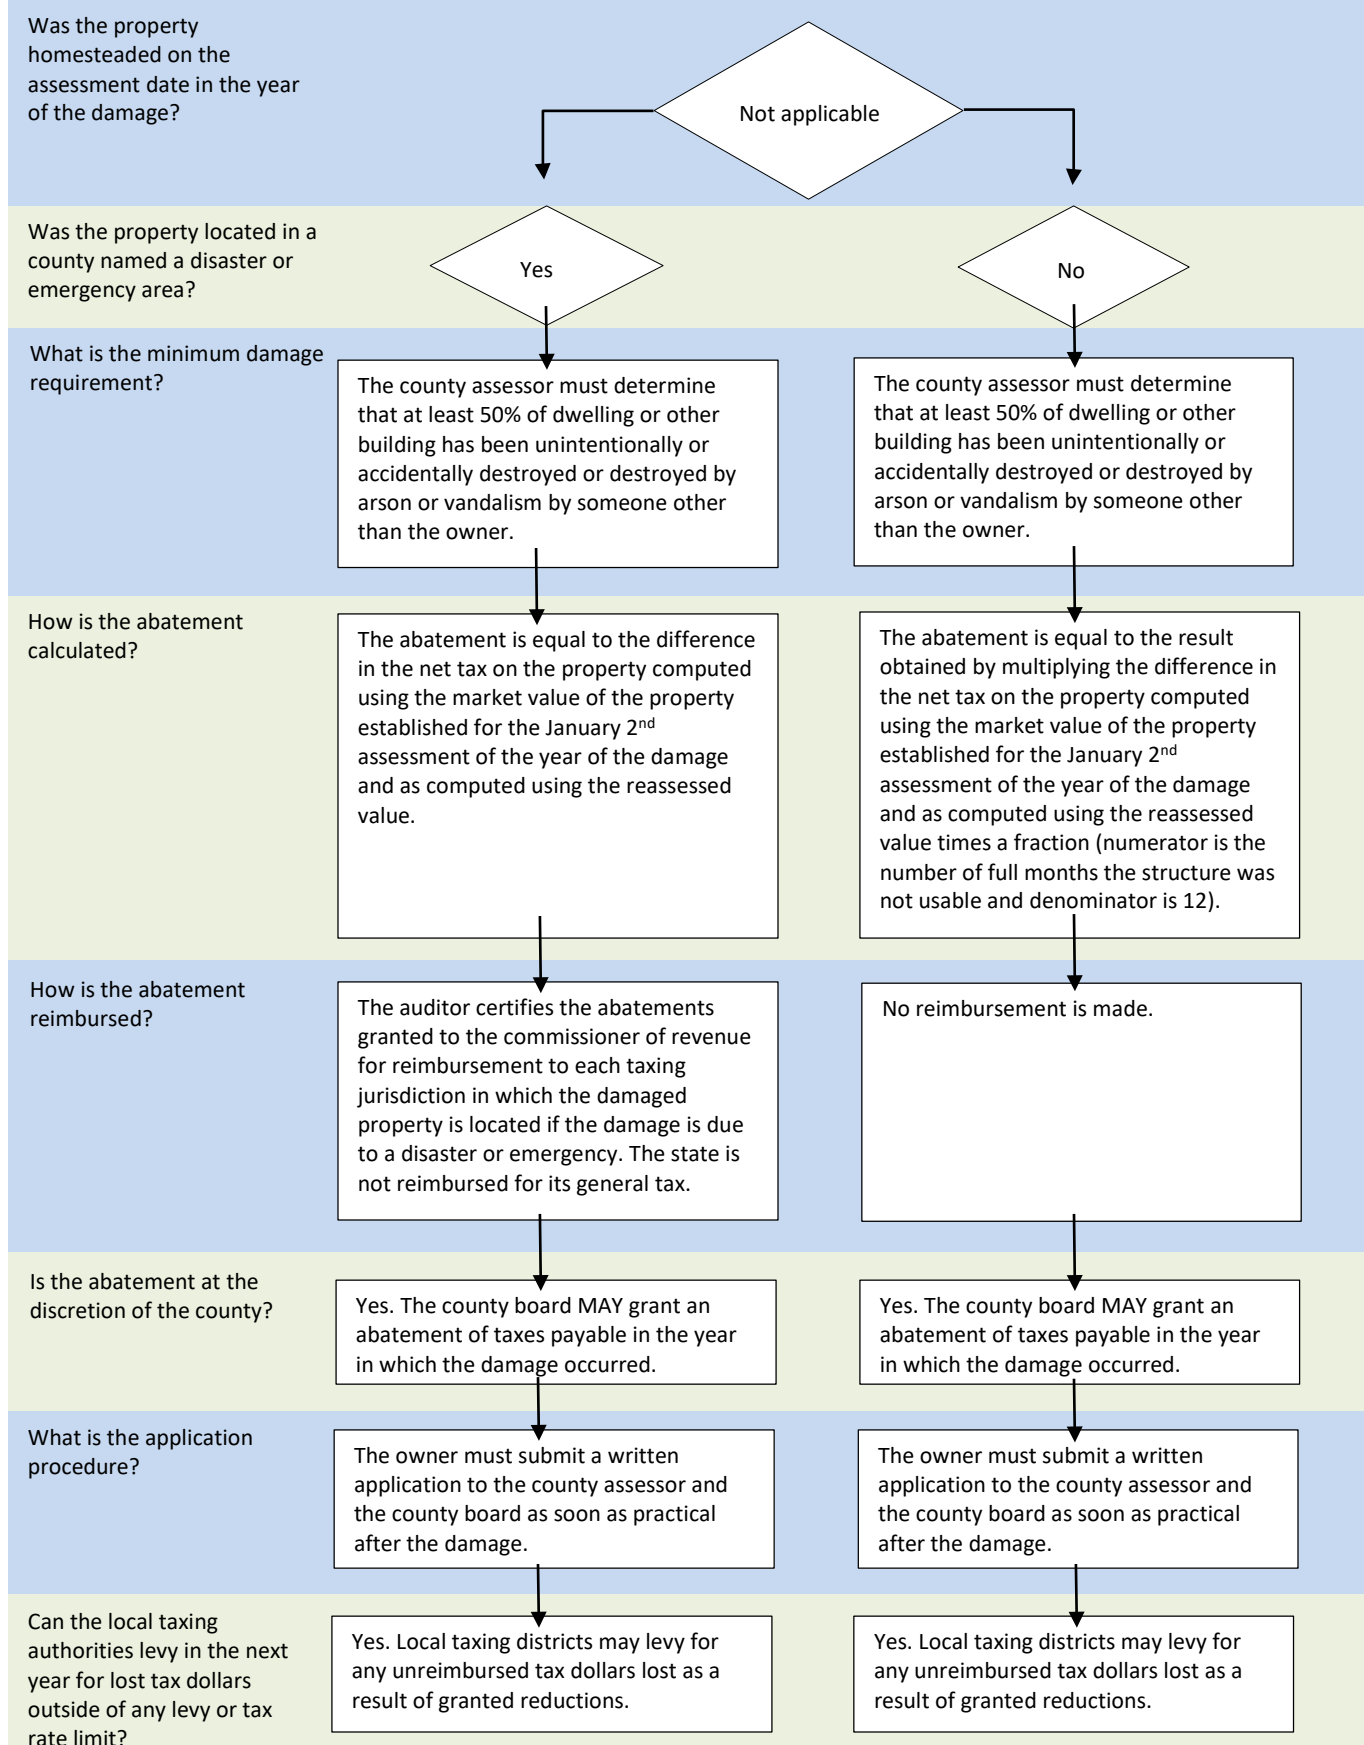 Was the property
homesteaded on the
assessment date in the year
of the damage?
Not applicable
Was the property located in a
county named a disaster or
emergency area?
Yes
No
What is the minimum damage
requirement?
The county assessor must determine
that at least 50% of dwelling or other
building has been unintentionally or
accidentally destroyed or destroyed by
arson or vandalism by someone other
than the owner.
The county assessor must determine
that at least 50% of dwelling or other
building has been unintentionally or
accidentally destroyed or destroyed by
arson or vandalism by someone other
than the owner.
How is the abatement
calculated?
The abatement is equal to the difference
in the net tax on the property computed
using the market value of the property
established for the January 2nd
assessment of the year of the damage
and as computed using the reassessed
value.
The abatement is equal to the result
obtained by multiplying the difference in
the net tax on the property computed
using the market value of the property
established for the January 2nd
assessment of the year of the damage
and as computed using the reassessed
value times a fraction (numerator is the
number of full months the structure was
not usable and denominator is 12).
How is the abatement
reimbursed?
The auditor certifies the abatements
granted to the commissioner of revenue
for reimbursement to each taxing
jurisdiction in which the damaged
property is located if the damage is due
to a disaster or emergency. The state is
not reimbursed for its general tax.
No reimbursement is made.
Is the abatement at the
discretion of the county?
Yes. The county board MAY grant an
abatement of taxes payable in the year
in which the damage occurred.
Yes. The county board MAY grant an
abatement of taxes payable in the year
in which the damage occurred.
What is the application
procedure?
The owner must submit a written
application to the county assessor and
the county board as soon as practical
after the damage.
The owner must submit a written
application to the county assessor and
the county board as soon as practical
after the damage.
Can the local taxing
authorities levy in the next
year for lost tax dollars
outside of any levy or tax
rate limit?
Yes. Local taxing districts may levy for
any unreimbursed tax dollars lost as a
result of granted reductions.
Yes. Local taxing districts may levy for
any unreimbursed tax dollars lost as a
result of granted reductions.